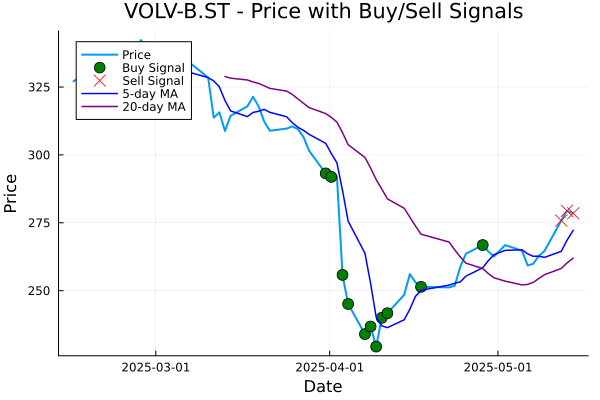 VOLV-B.ST - Price with Buy/Sell Signals
Price
Buy Signal
Sell Signal
5-day MA
20-day MA
325
300
275
250
Price
2025-03-01
2025-04-01
2025-05-01
Date